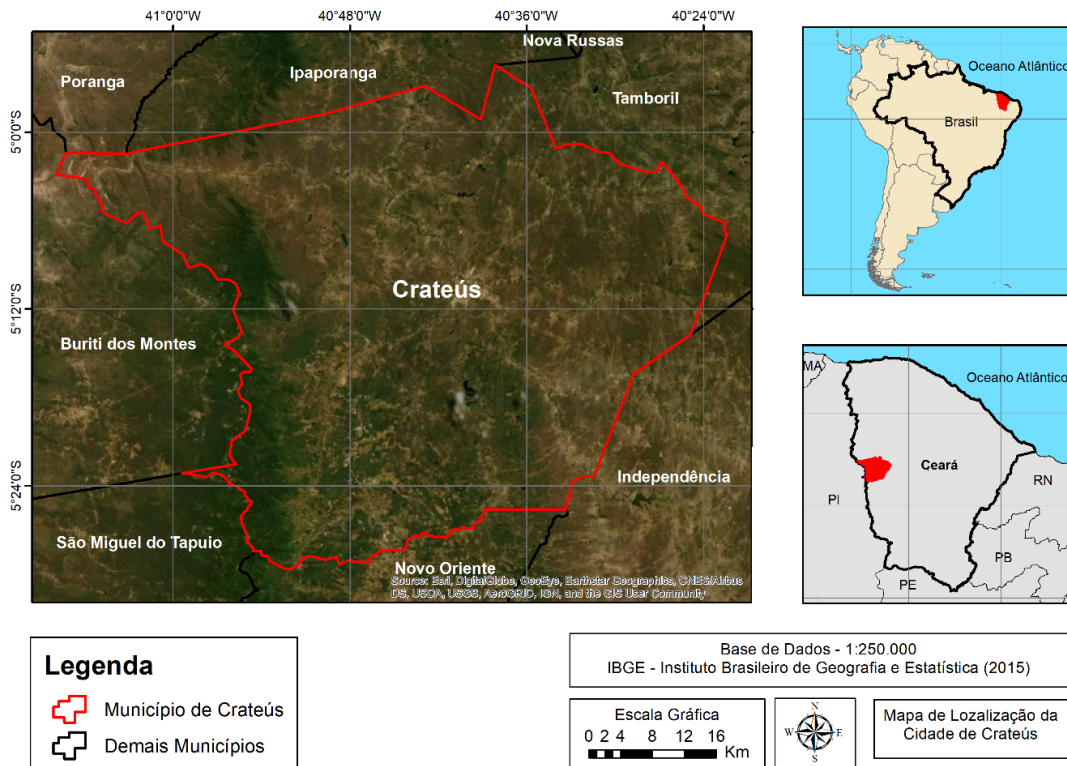 41°0'0"W
40°48'0"W
40°36'0"W
40°24'0"W
Nova Russas
Poranga
Ipaporanga
Tamboril
5°0'0"S
Crateús
5°12'0"S
Buriti dos Montes
5°24'0"S
Independência
São Miguel do Tapuio
Novo Oriente
Source: Esri, DigitalGlobe, GeoEye, Earthstar Geographics, CNES/Airbus
DS, USDA, USGS, AeroGRID, IGN, and the GIS User Community
Oceano Atlântico
Brasil
MA
Oceano Atlântico
Ceará
PI
RN
PB
PE
Legenda
Município de Crateús
Demais Municípios
Base de Dados - 1:250.000
IBGE - Instituto Brasileiro de Geografia e Estatística (2015)
Escala Gráfica
0 2 4 8 12 16
Km
N
W E
S
Mapa de Lozalização da
Cidade de Crateús